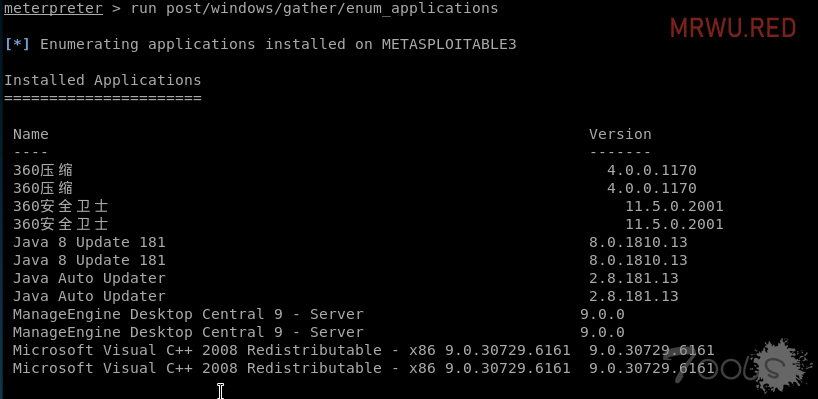 meterpreter > run post/windows/gather/enum_applications
MRWU.RED
[*] Enumerating applications installed on METASPLOITABLE3
Installed Applications
======================
Name Version
---- -------
360压缩 4.0.0.1170
360压缩 4.0.0.1170
360安全卫士 11.5.0.2001
360安全卫士 11.5.0.2001
Java 8 Update 181 8.0.1810.13
Java 8 Update 181 8.0.1810.13
Java Auto Updater 2.8.181.13
Java Auto Updater 2.8.181.13
ManageEngine Desktop Central 9 - Server 9.0.0
ManageEngine Desktop Central 9 - Server 9.0.0
Microsoft Visual C++ 2008 Redistributable - x86 9.0.30729.6161 9.0.30729.6161
Microsoft Visual C++ 2008 Redistributable - x86 9.0.30729.6161 9.0.30729.6161
7ools